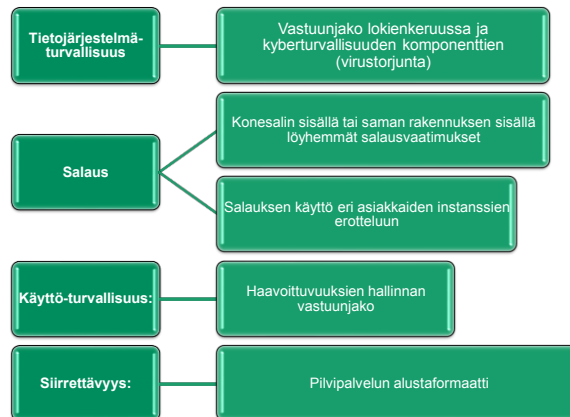 Tietojärjestelmä-
turvallisuus
Vastuunjako lokienkeruussa ja
kyberturvallisuuden komponenttien
(virustorjunta)
Salaus
Konesalin sisällä tai saman rakennuksen sisällä
löyhemmät salausvaatimukset
Salauksen käyttö eri asiakkaiden instanssien
erotteluun
Käyttö-turvallisuus:
Haavoittuvuuksien hallinnan
vastuunjako
Siirrettävyys:
Pilvipalvelun alustaformaatti